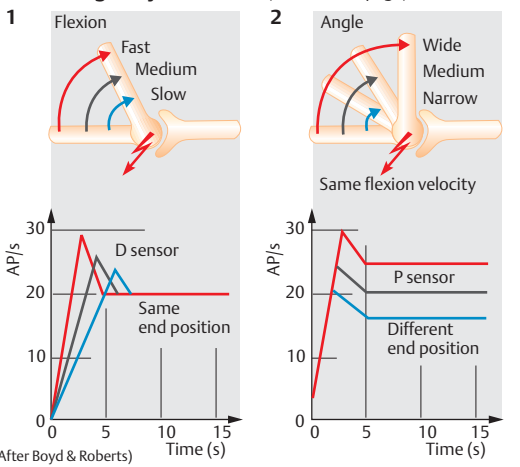 1
Flexion
Fast
Medium
Slow
30
20
10
0
AP/s
D sensor
Same
end position
0 5 10 15
Time (s)
After Boyd & Roberts)
2
Angle
Wide
Medium
Narrow
Same flexion velocity
30
20
10
0
AP/s
P sensor
Different
end position
0 5 10 15
Time (s)